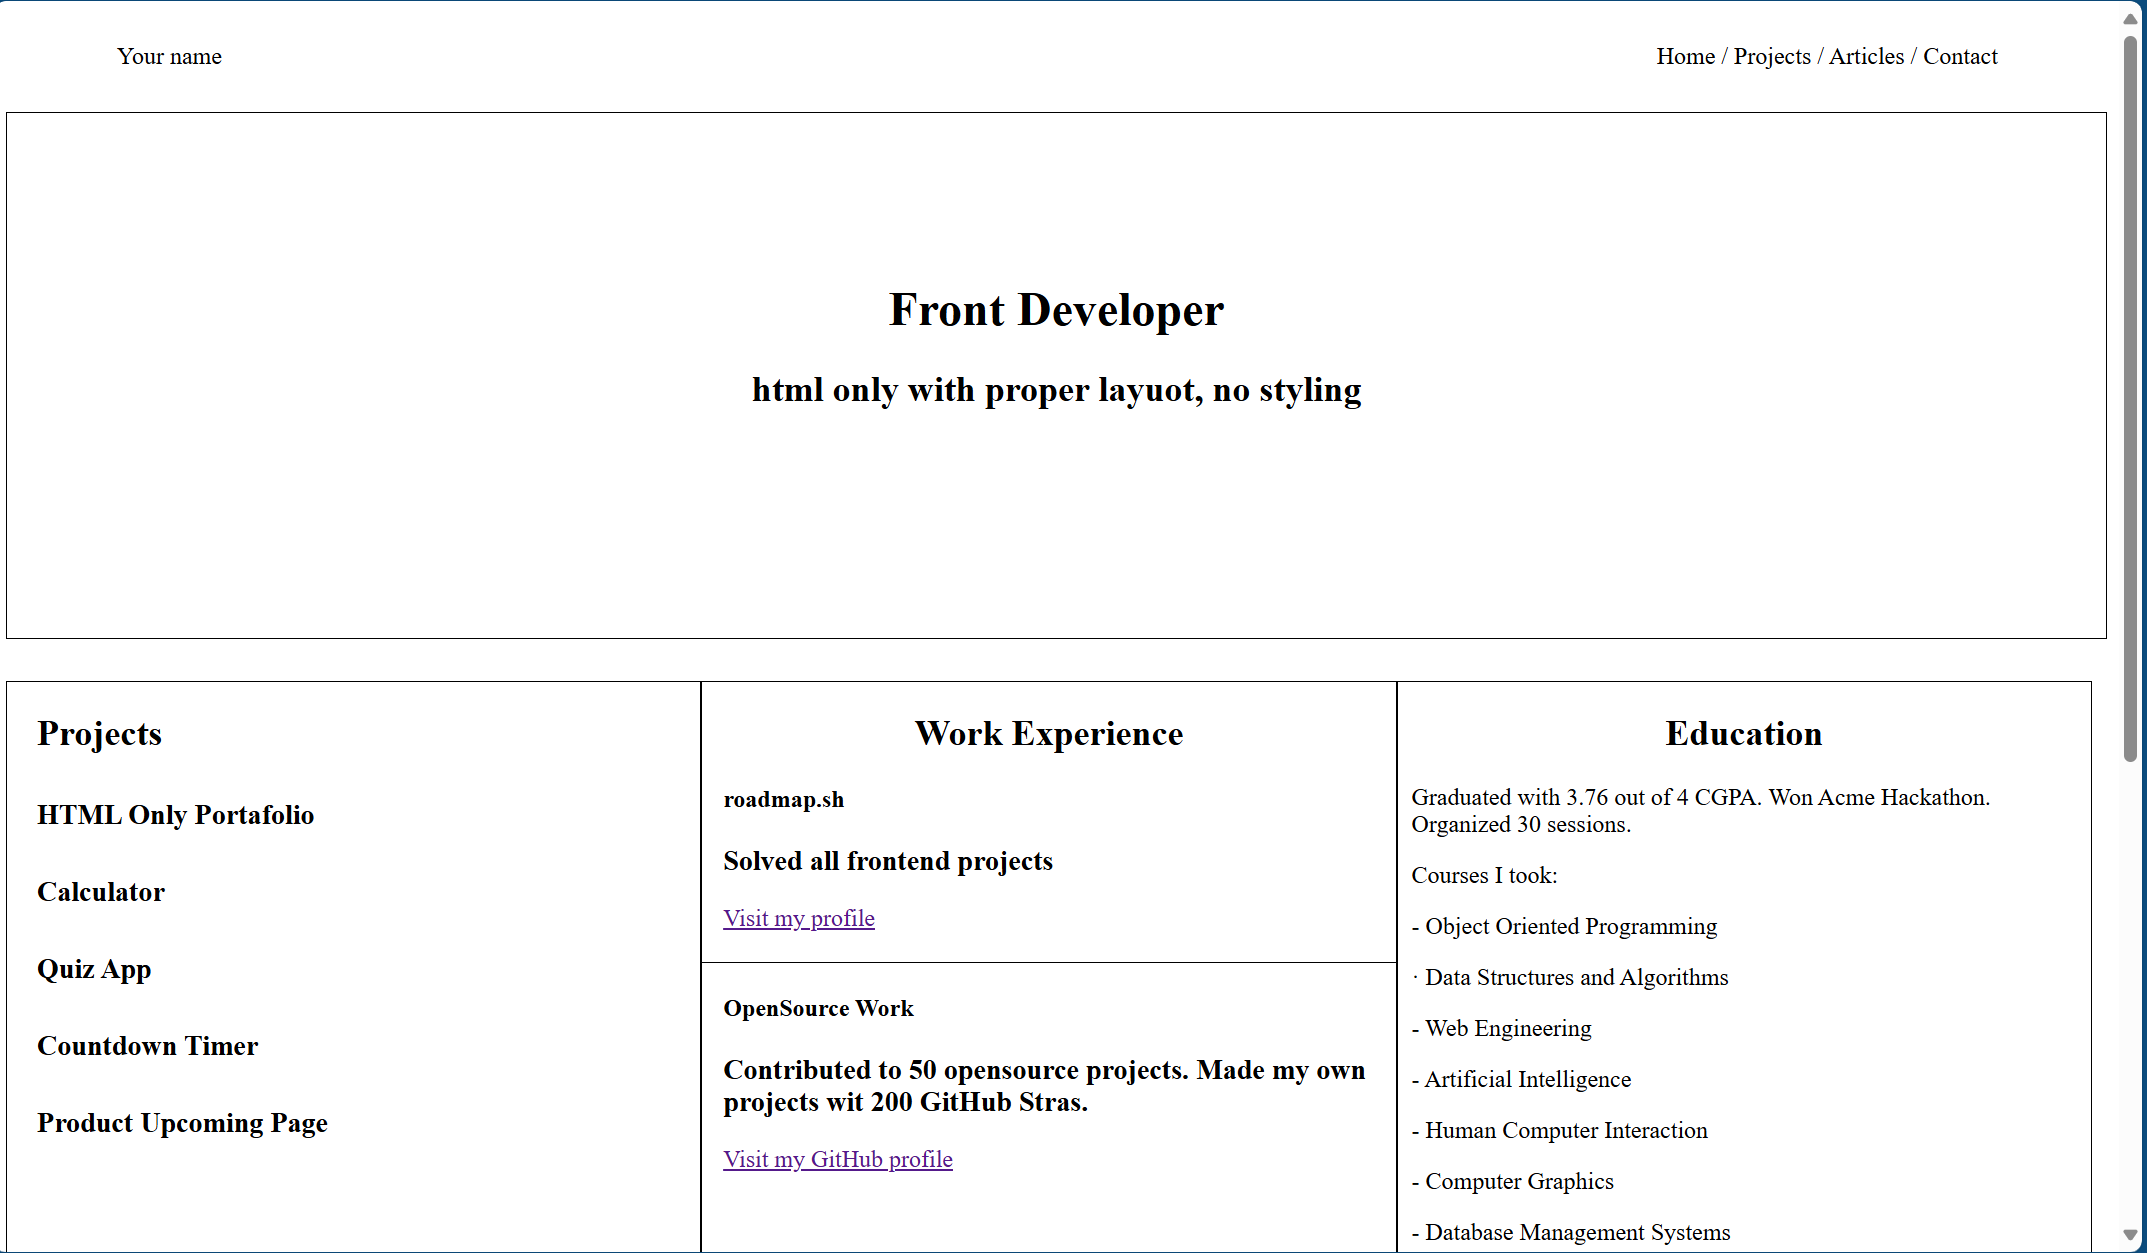 Your name
Home / Projects / Articles / Contact
Front Developer
html only with proper layuot, no styling
Projects
HTML Only Portafolio
Calculator
Quiz App
Countdown Timer
Product Upcoming Page
Work Experience
roadmap.sh
Solved all frontend projects
Visit my profile
OpenSource Work
Contributed to 50 opensource projects. Made my own
projects wit 200 GitHub Stras.
Visit my GitHub profile
Education
Graduated with 3.76 out of 4 CGPA. Won Acme Hackathon.
Organized 30 sessions.
Courses I took:
- Object Oriented Programming
· Data Structures and Algorithms
- Web Engineering
- Artificial Intelligence
- Human Computer Interaction
- Computer Graphics
- Database Management Systems